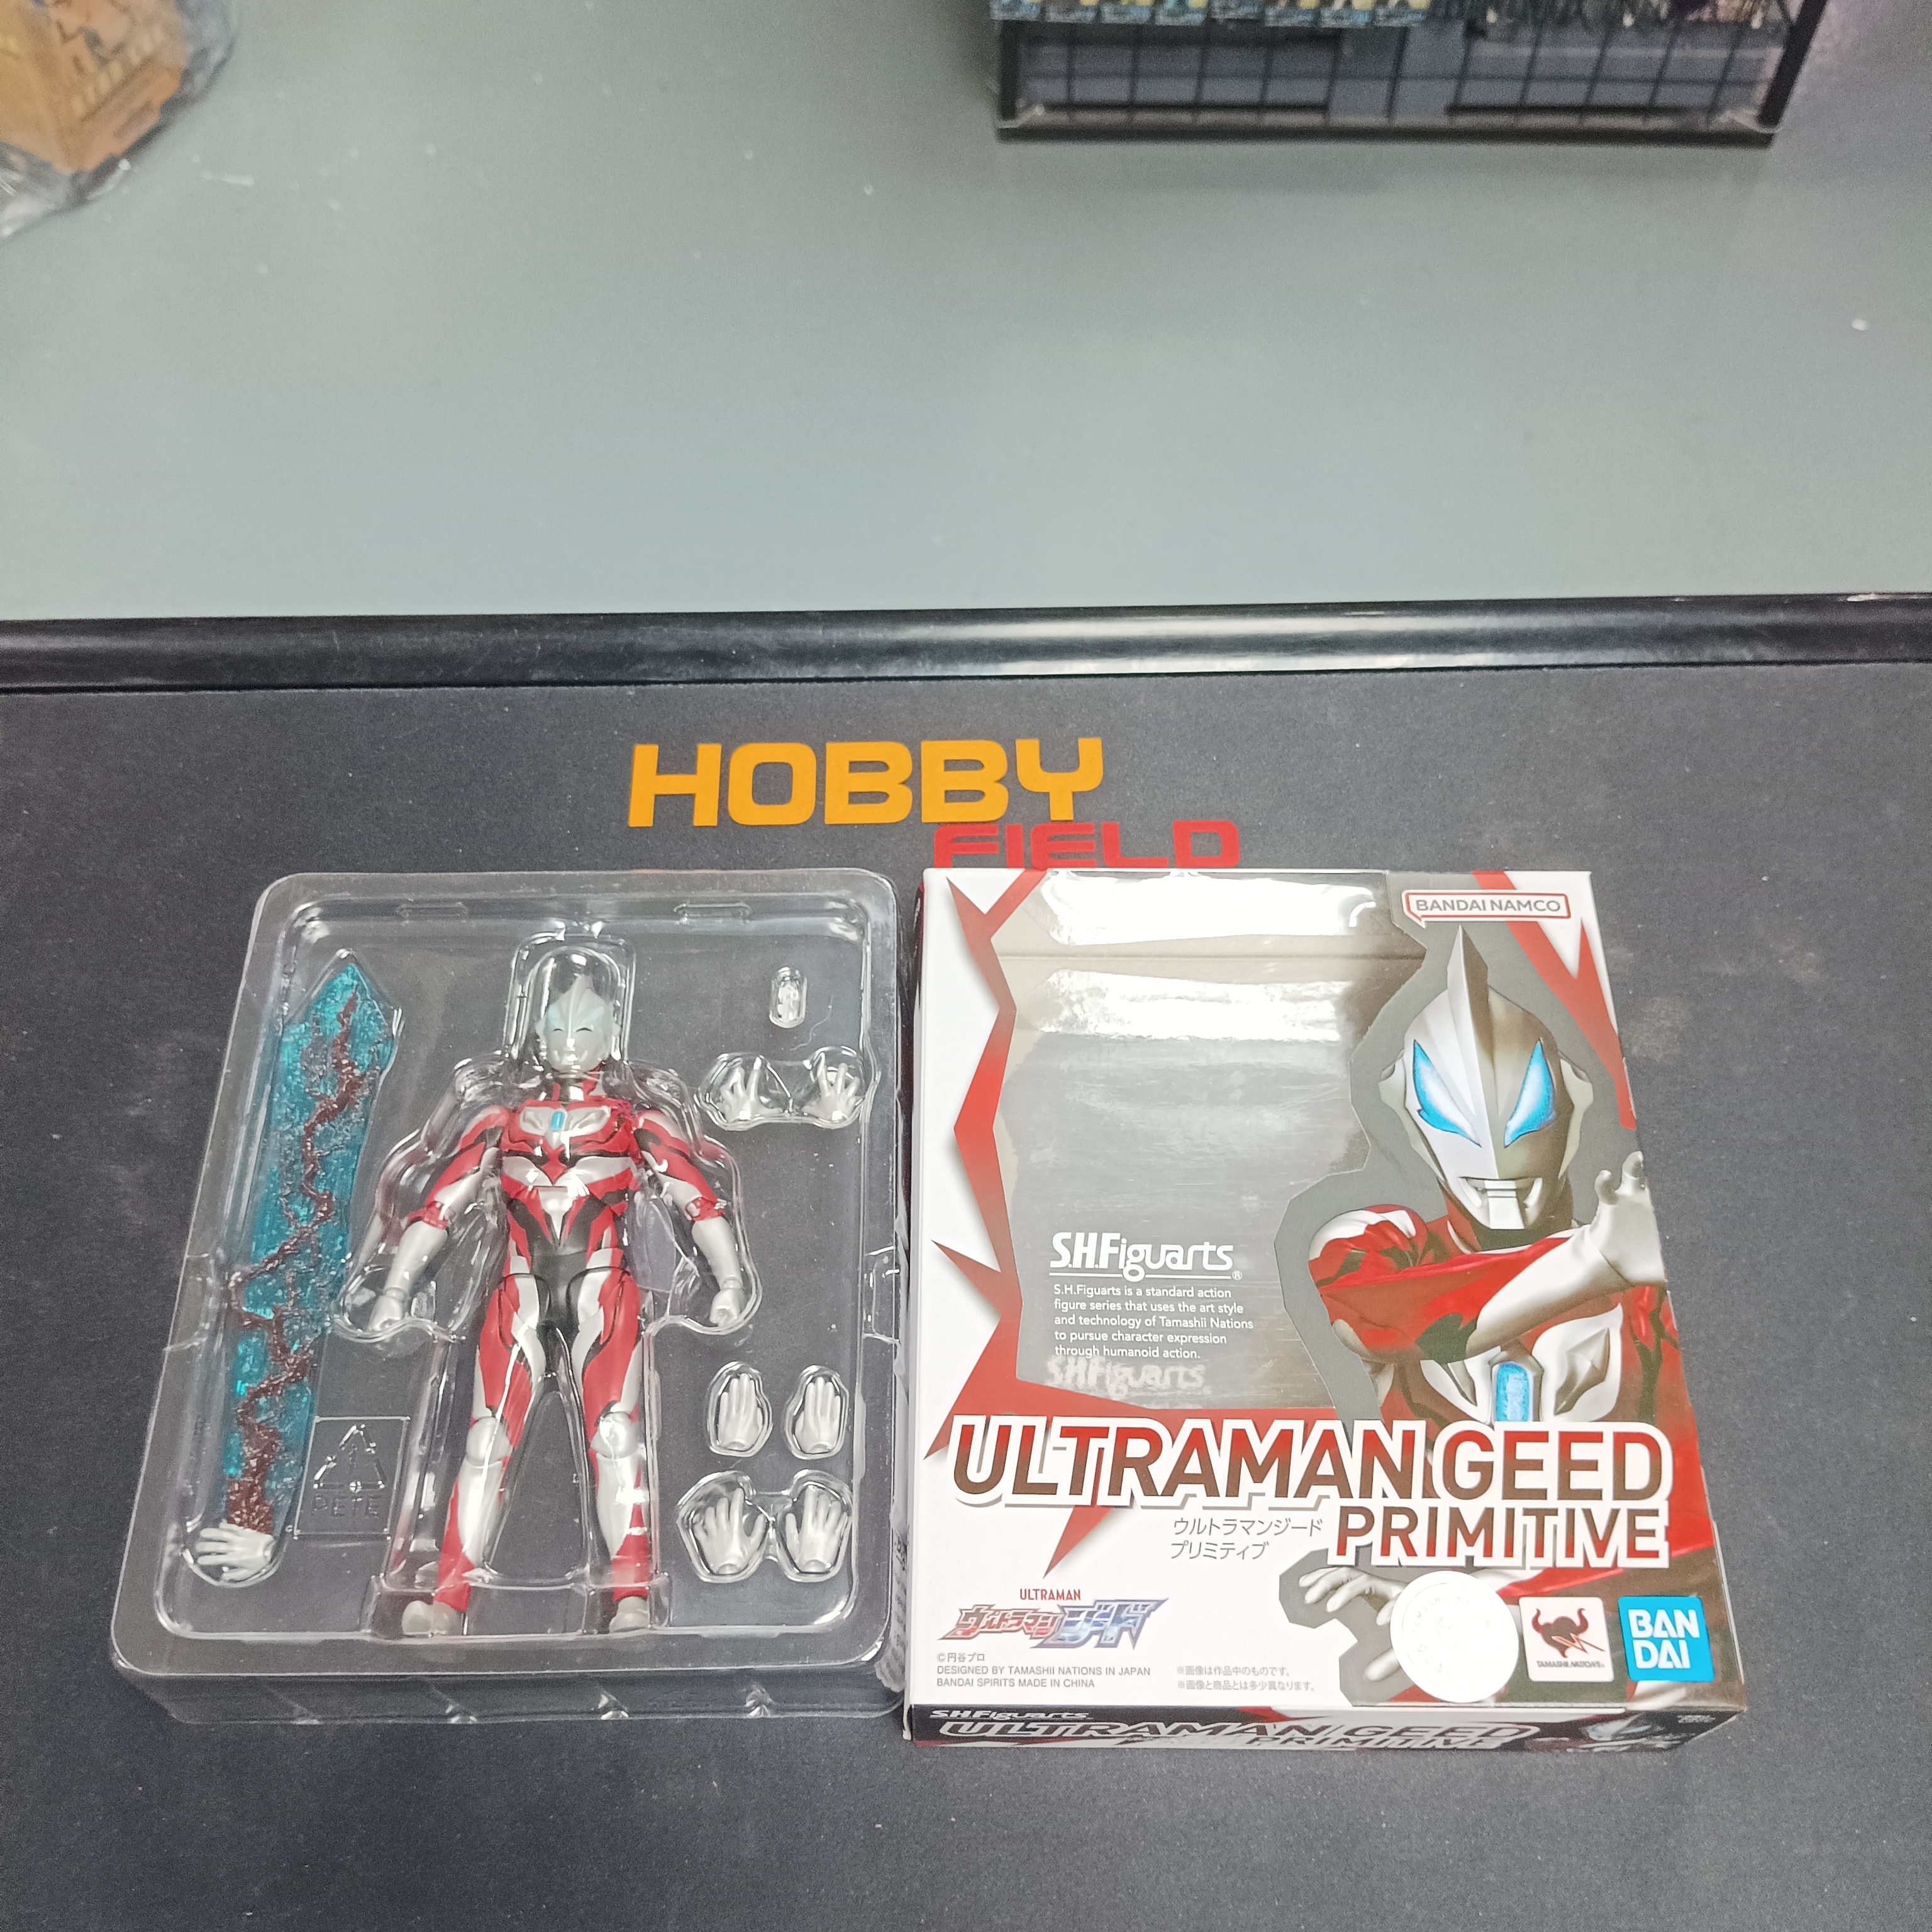 HOBBY
FIELD
BANDAI NAMCO
S.H.Figuarts®
S.H.Figuarts is a standard action
figure series that uses the art style
and technology of Tamashii Nations
to pursue character expression
through humanoid action.
S.H.Figuarts
ULTRAMAN GEED
ウルトラマンジード
プリミティブ
PRIMITIVE
ULTRAMAN
ウルトラマンジード
©円谷プロ
DESIGNED BY TAMASHII NATIONS IN JAPAN
BANDAI SPIRITS MADE IN CHINA
※画像は作品中のものです。
※画像と商品とは多少異なります。
TAMASHII NATIONS
BAN
DAI
S.H.Figuarts
ULTRAMAN GEED
PRIMITIVE
1
PETE